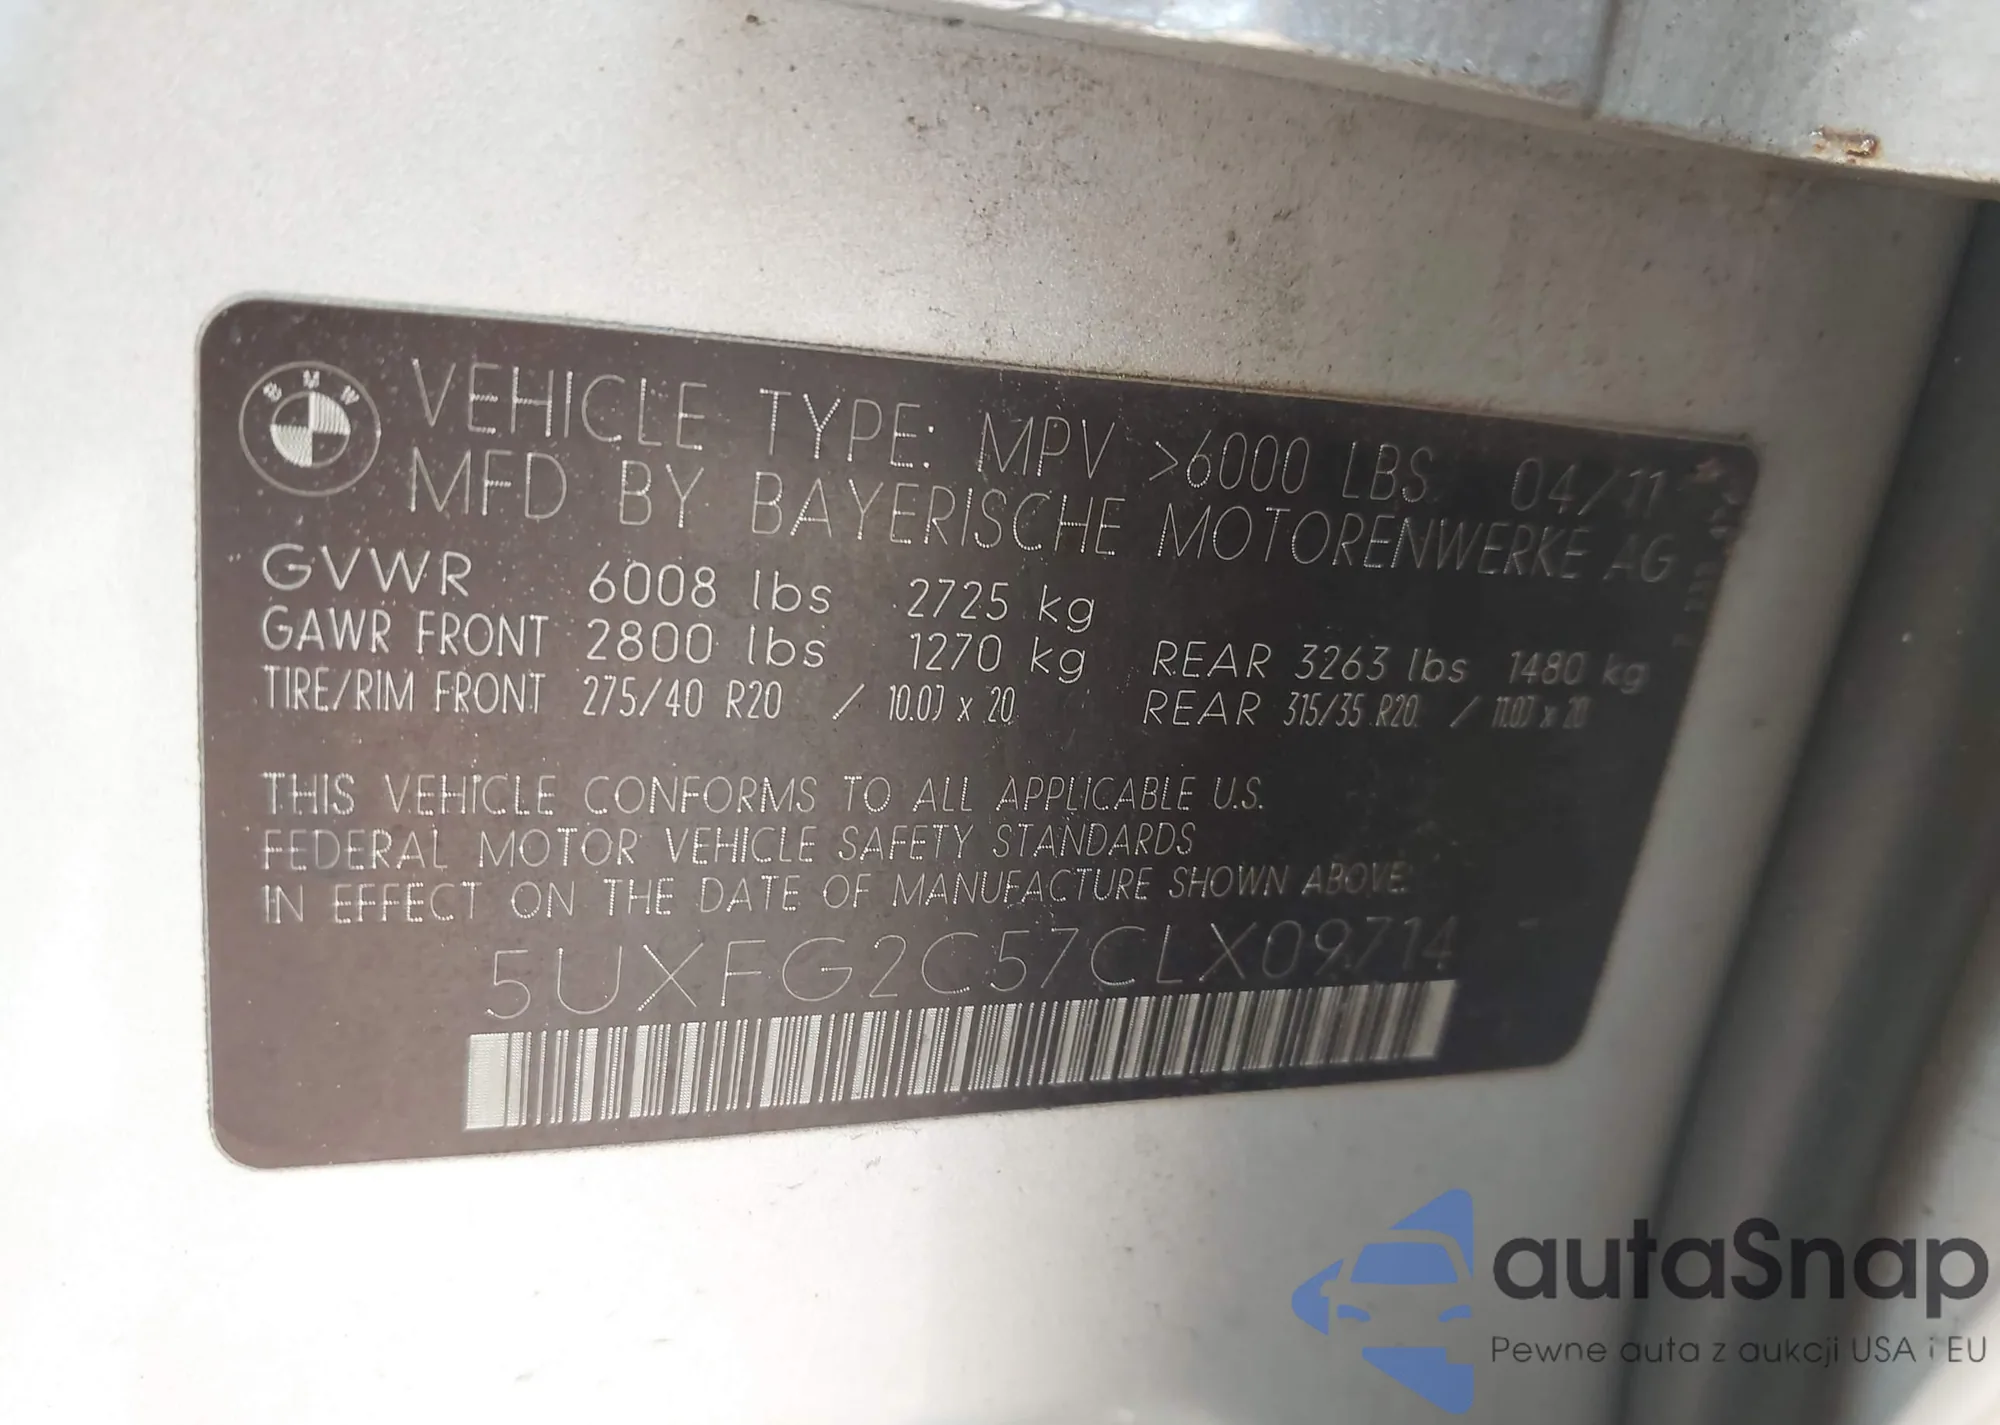 BMW
VEHICLE TYPE: MPV >6000 LBS 04/11
MFD BY BAYERISCHE MOTORENWERKE AG
GVWR 6008 lbs 2725 kg
GAWR FRONT 2800 lbs 1270 kg REAR 3263 lbs 1480 kg
TIRE/RIM FRONT 275/40 R20 / 10.0J x 20 REAR 315/35 R20 / 11.0J x 20
THIS VEHICLE CONFORMS TO ALL APPLICABLE U.S.
FEDERAL MOTOR VEHICLE SAFETY STANDARDS
IN EFFECT ON THE DATE OF MANUFACTURE SHOWN ABOVE.
5UXFG2C57CLX09714
autaSnap
Pewne auta z aukcji USA i EU